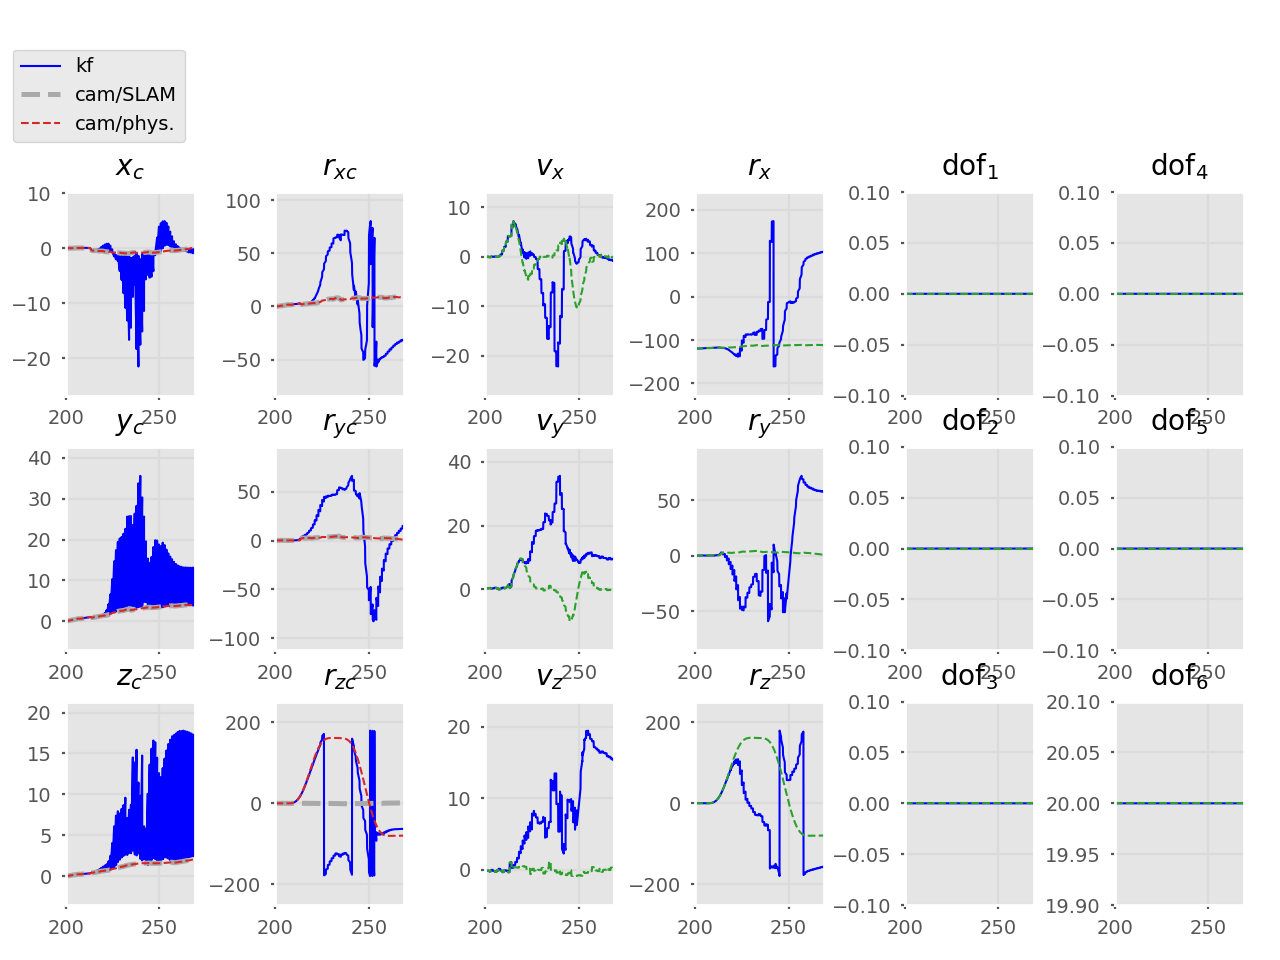 kf
cam/SLAM
cam/phys.
x_c r_xc v_x r_x dof_1 dof_4
10 0 −10 −20 200 250
100 50 0 −50 200 250
10 0 −10 −20 200 250
200 100 0 −100 −200 200 250
0.10 0.05 0.00 −0.05 −0.10 200 250
0.10 0.05 0.00 −0.05 −0.10 200 250
y_c r_yc v_y r_y dof_2 dof_5
40 30 20 10 0 200 250
50 0 −50 −100 200 250
40 20 0 200 250
50 0 −50 200 250
0.10 0.05 0.00 −0.05 −0.10 200 250
0.10 0.05 0.00 −0.05 −0.10 200 250
z_c r_zc v_z r_z dof_3 dof_6
20 15 10 5 0 200 250
200 0 −200 200 250
20 10 0 200 250
200 0 −200 200 250
0.10 0.05 0.00 −0.05 −0.10 200 250
20.10 20.05 20.00 19.95 19.90 200 250